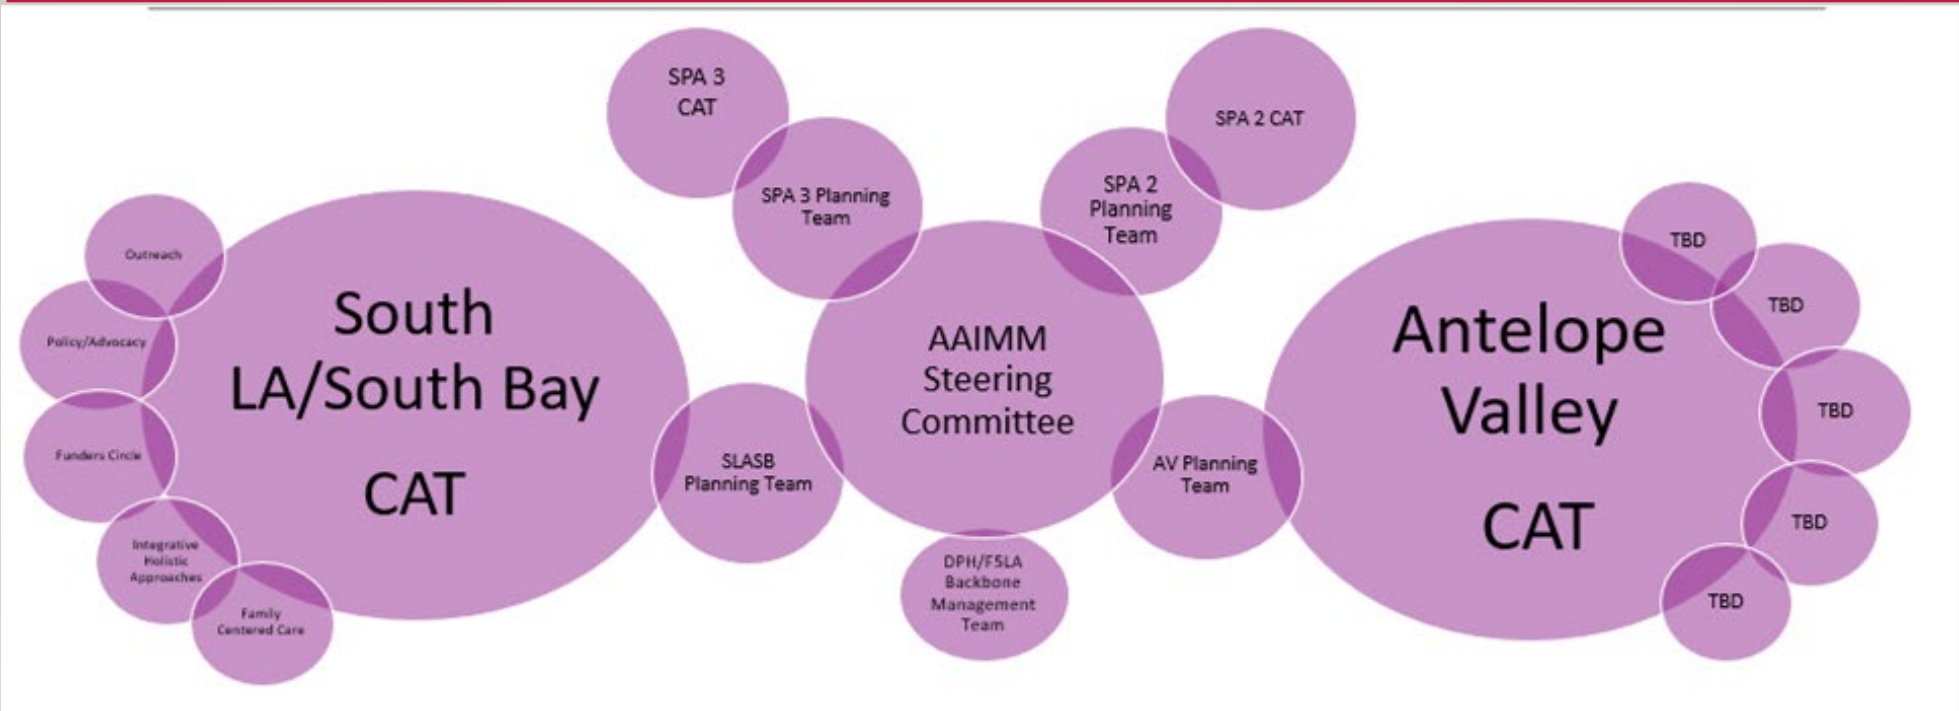 SPA 3
CAT
SPA 3 Planning
Team
SPA 2
Planning
Team
SPA 2 CAT
Outreach
Policy/Advocacy
Funders Circle
Integrative
Holistic
Approaches
Family
Centered Care
South
LA/South Bay
CAT
SLASB
Planning Team
AAIMM
Steering
Committee
DPH/F5LA
Backbone
Management
Team
AV Planning
Team
Antelope
Valley
CAT
TBD
TBD
TBD
TBD
TBD